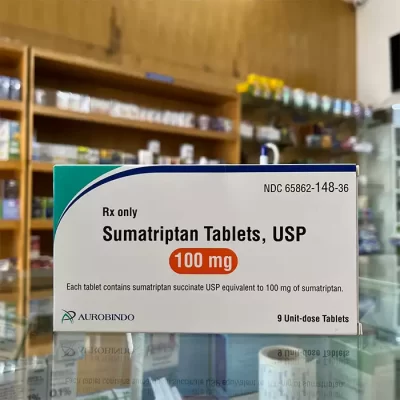 NDC 65862-148-36
Rx only
Sumatriptan Tablets, USP
100 mg
Each tablet contains sumatriptan succinate USP equivalent to 100 mg of sumatriptan.
AUROBINDO
9 Unit-dose Tablets